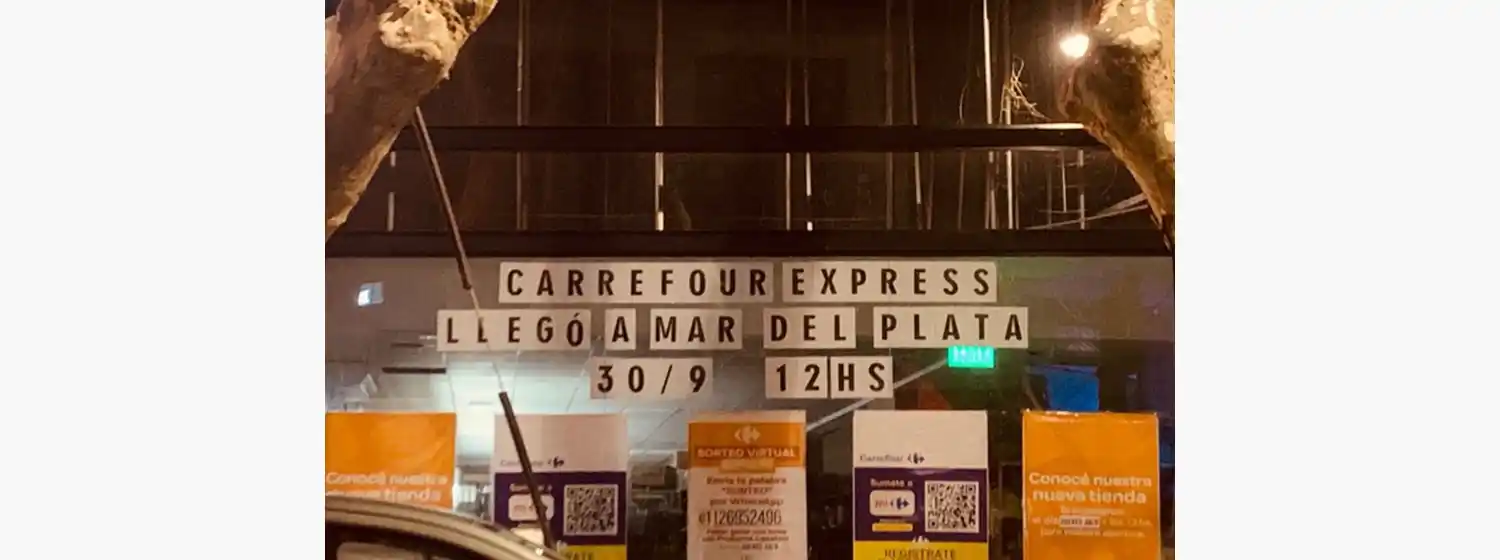 CARREFOUR EXPRESS
LLEGÓ A MAR DEL PLATA
30/9 12HS
Conocé nuestra
nueva tienda
Carrefour
Sumate a
SORTEO VIRTUAL
Envía la palabra
"SORTEO"
por WhatsApp
1126952496
Carrefour
Sumate a
REGISTRATE
Conocé nuestra
nueva tienda